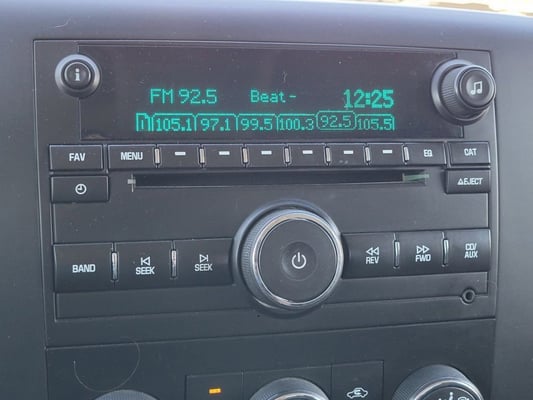 i
FM 92.5 Beat- 12:25
105.1 97.1 99.5 100.3 92.5 105.5
FAV MENU EQ CAT
EJECT
BAND SEEK SEEK REV FWD CD/AUX